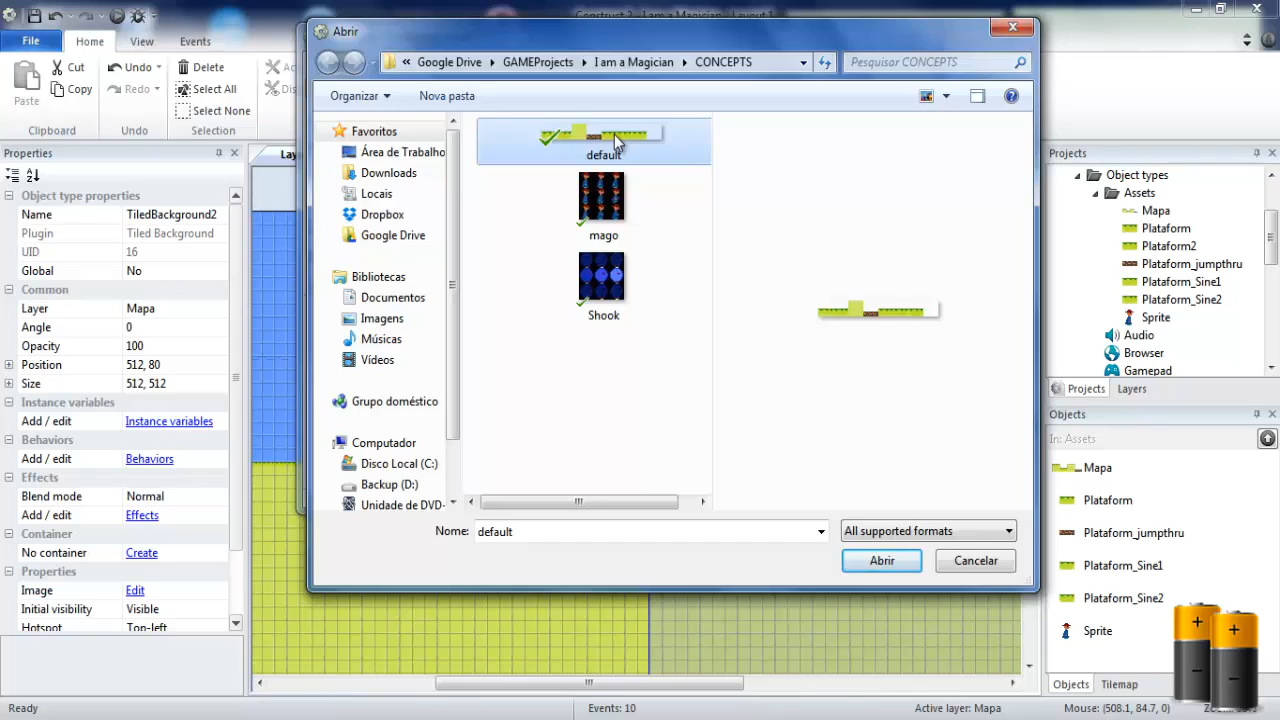 Construct 2 - I am a Magician - Layout 1
File Home View Events
Cut
Copy
Paste
Clipboard
Undo
Redo
Undo
Delete
Select All
Select None
Selection
Properties
Object type properties
Name TiledBackground2
Plugin Tiled Background
UID 16
Global No
Common
Layer Mapa
Angle 0
Opacity 100
Position 512, 80
Size 512, 512
Instance variables
Add / edit Instance variables
Behaviors
Add / edit Behaviors
Effects
Blend mode Normal
Add / edit Effects
Container
No container Create
Properties
Image Edit
Initial visibility Visible
Hotspot Top-left
Abrir
« Google Drive GAMEProjects I am a Magician CONCEPTS
Pesquisar CONCEPTS
Organizar Nova pasta
Favoritos
Área de Trabalho
Downloads
Locais
Dropbox
Google Drive
Bibliotecas
Documentos
Imagens
Músicas
Vídeos
Grupo doméstico
Computador
Disco Local (C:)
Backup (D:)
Unidade de DVD-
default
mago
Shook
Nome: default
All supported formats
Abrir Cancelar
Projects
Object types
Assets
Mapa
Plataform
Plataform2
Plataform_jumpthru
Plataform_Sine1
Plataform_Sine2
Sprite
Audio
Browser
Gamepad
Projects Layers
Objects
In: Assets
Mapa
Plataform
Plataform_jumpthru
Plataform_Sine1
Plataform_Sine2
Sprite
Objects Tilemap
Ready Events: 10 Active layer: Mapa Mouse: (508.1, 84.7, 0)